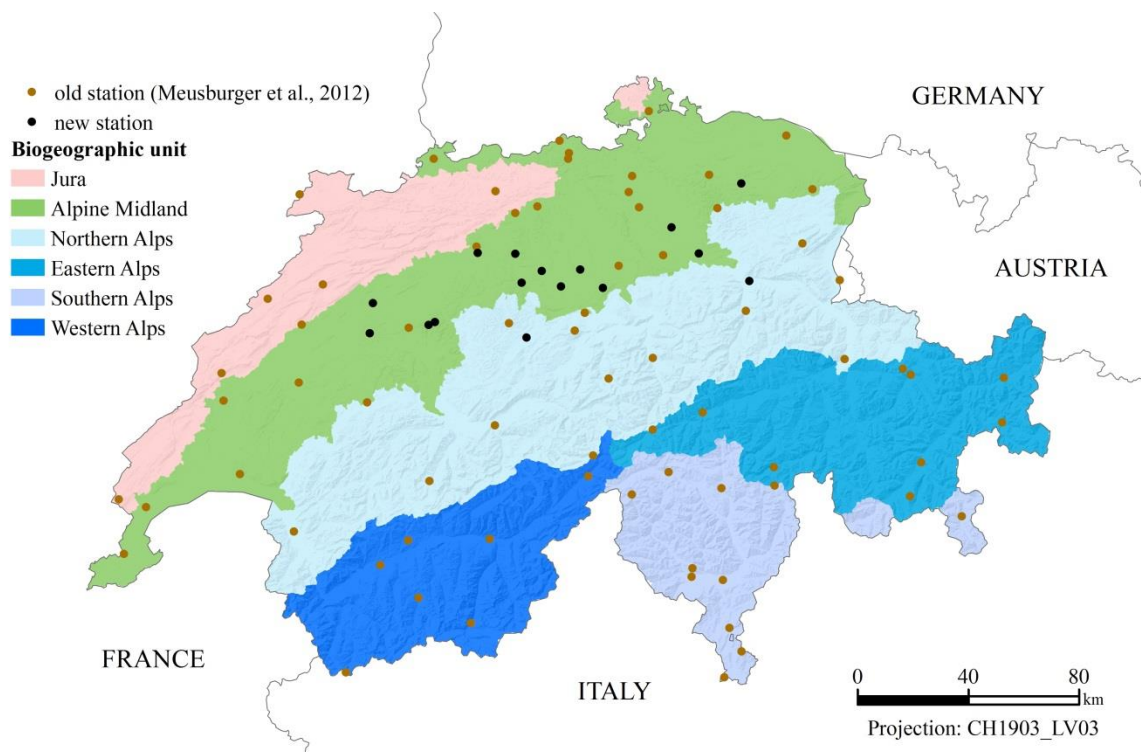 old station (Meusburger et al., 2012)
new station
Biogeographic unit
Jura
Alpine Midland
Northern Alps
Eastern Alps
Southern Alps
Western Alps
GERMANY
AUSTRIA
FRANCE
ITALY
0 40 80
km
Projection: CH1903_LV03